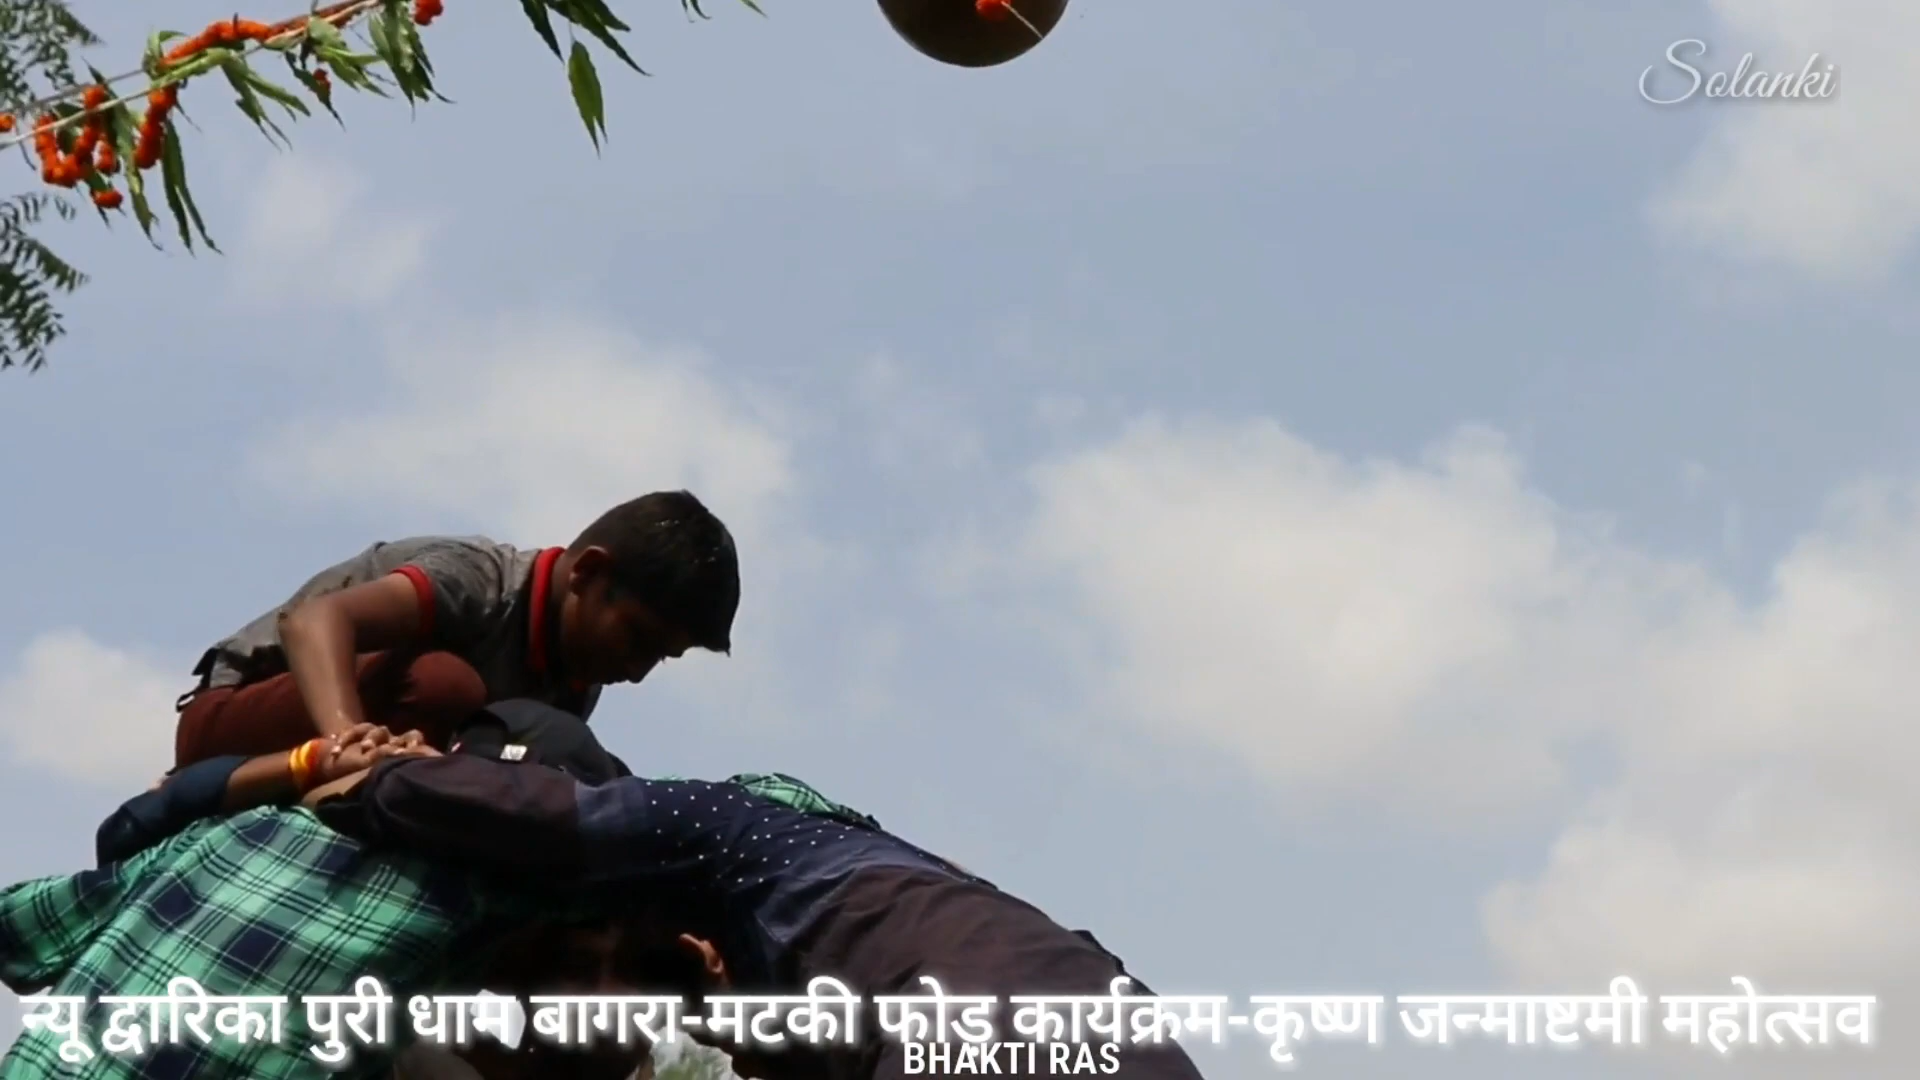 Solanki
न्यू द्वारिका पुरी धाम बागरा-मटकी फोड़ कार्यक्रम-कृष्ण जन्माष्टमी महोत्सव
BHAKTI RAS